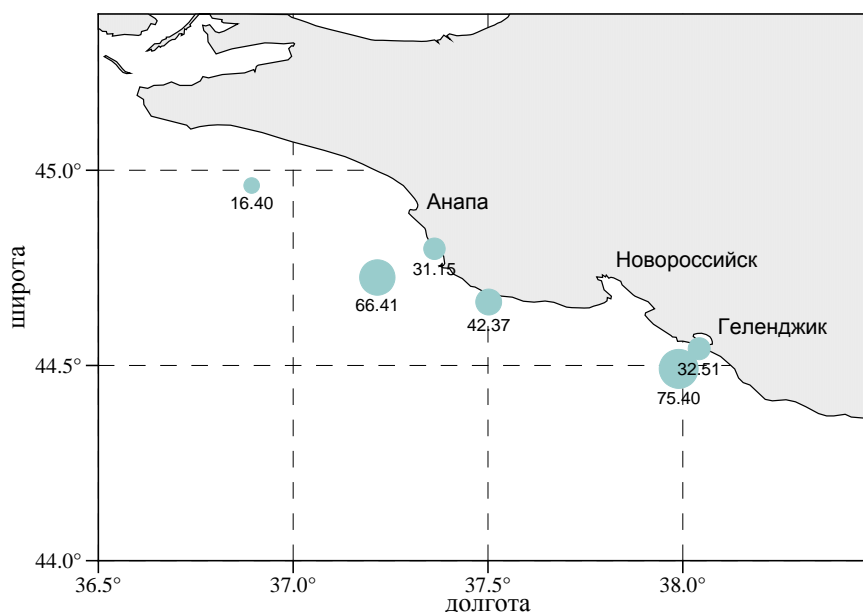 45.0°
16.40
Анапа
31.15
Новороссийск
66.41
42.37
Геленджик
32.51
44.5°
75.40
широта
44.0°
36.5°
37.0°
37.5°
38.0°
долгота